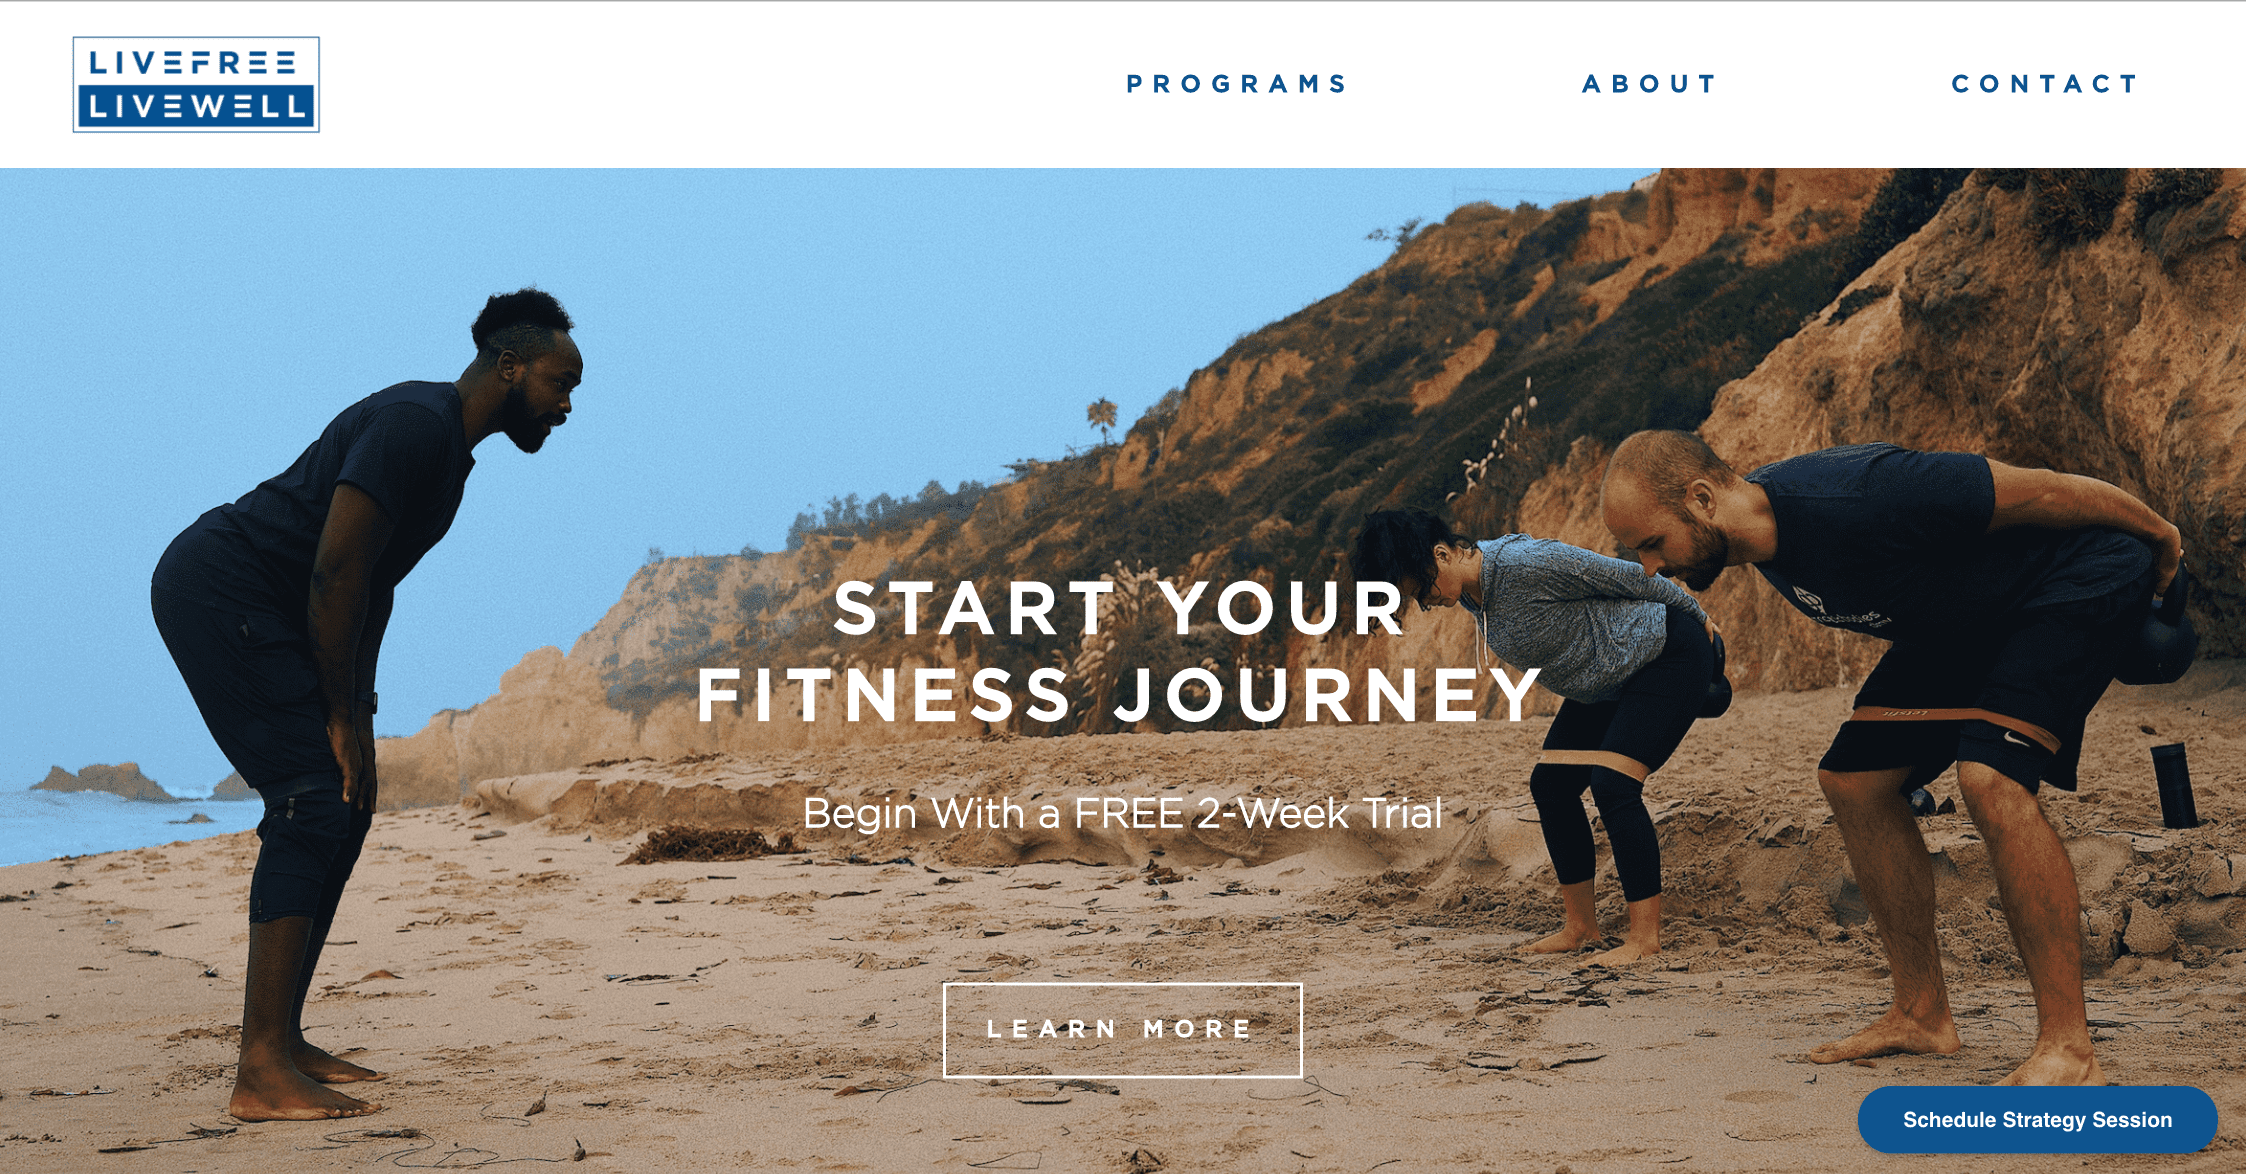 LIVEFREE
LIVEWELL
PROGRAMS
ABOUT
CONTACT
START YOUR
FITNESS JOURNEY
Begin With a FREE 2-Week Trial
LEARN MORE
Letsfit
Schedule Strategy Session